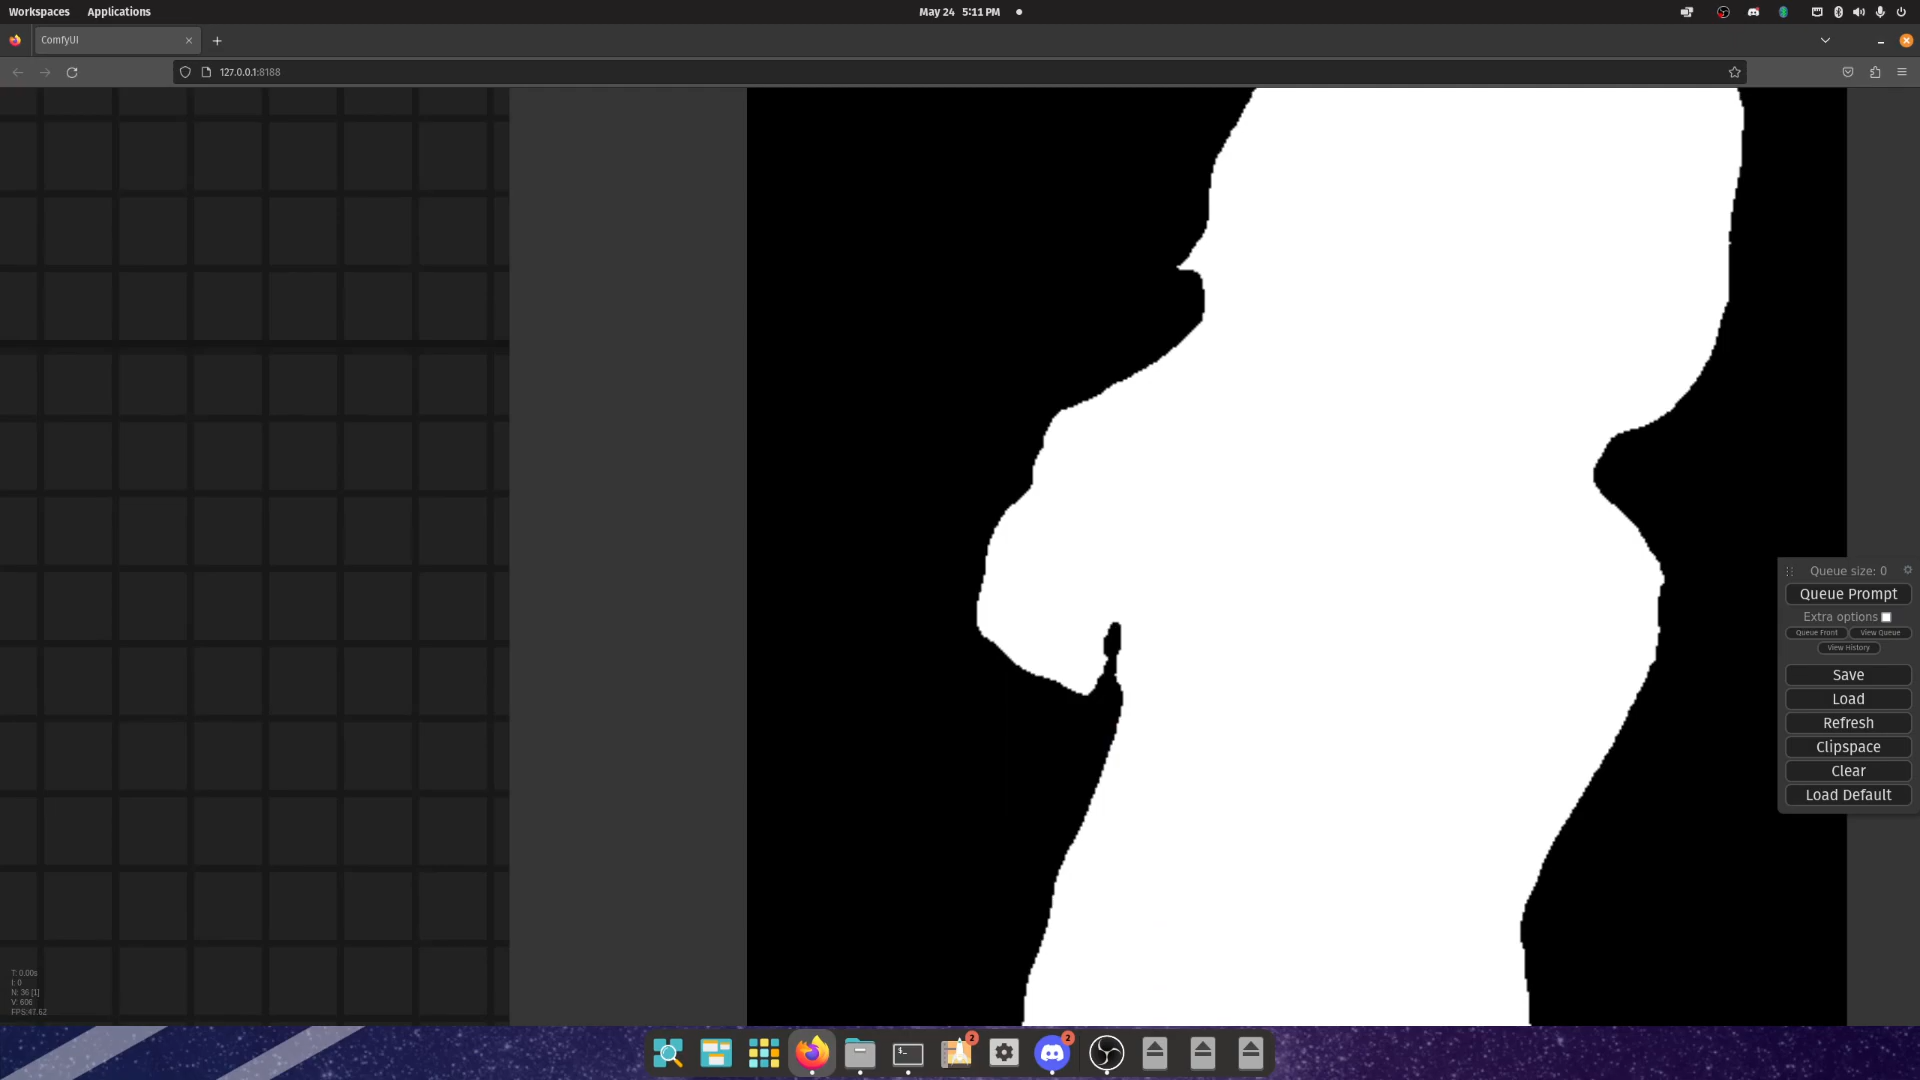 Workspaces Applications May 24 5:11 PM
ComfyUI
127.0.0.1:8188
Queue size: 0
Queue Prompt
Extra options
Queue Front View Queue
View History
Save
Load
Refresh
Clipspace
Clear
Load Default
T: 0.00s
I: 0
N: 36 [1]
V: 606
FPS:47.62
2
2